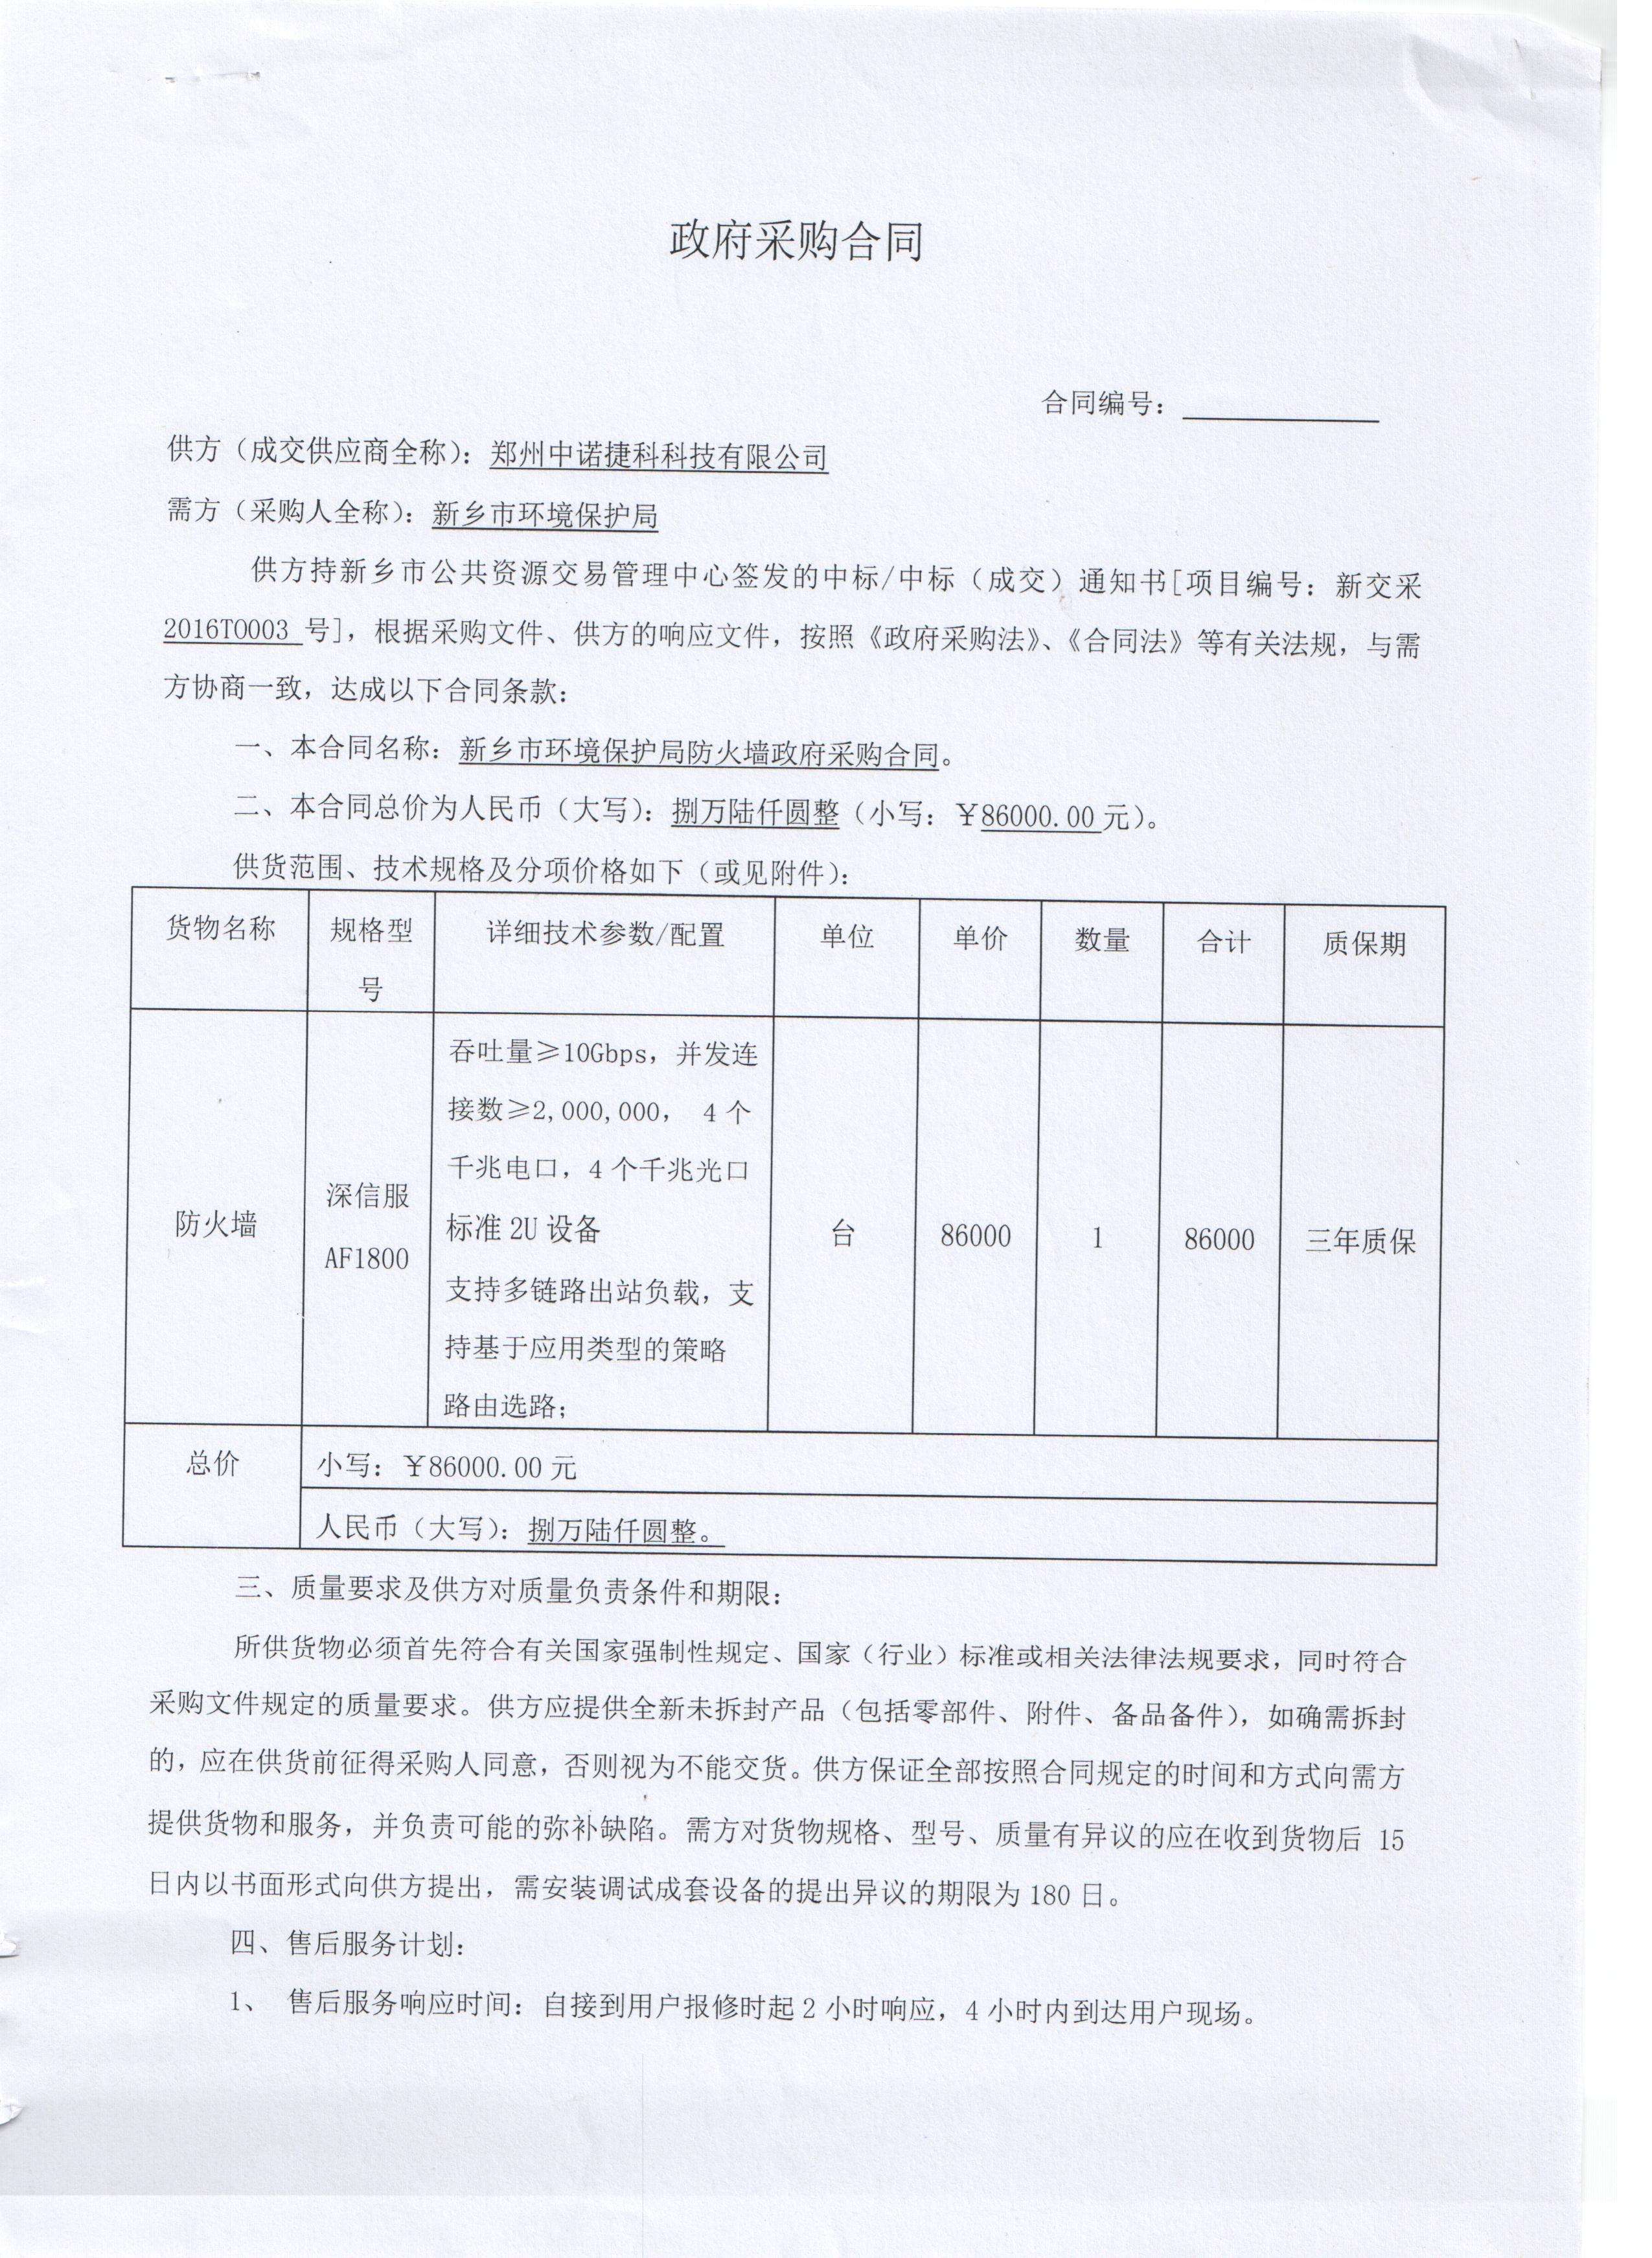 政府采购合同
合同编号：
供方（成交供应商全称）：郑州中诺捷科科技有限公司
需方（采购人全称）：新乡市环境保护局
供方持新乡市公共资源交易管理中心签发的中标/中标（成交）通知书[项目编号：新交采
2016TO003 号]，根据采购文件、供方的响应文件，按照《政府采购法》、《合同法》等有关法规，与需
方协商一致，达成以下合同条款：
一、本合同名称：新乡市环境保护局防火墙政府采购合同。
二、本合同总价为人民币（大写）：捌万陆仟圆整（小写：￥86000.00 元）。
供货范围、技术规格及分项价格如下（或见附件）：
货物名称 规格型 详细技术参数/配置 单位 单价 数量 合计 质保期
号
吞吐量≥10Gbps，并发连
接数≥2,000,000， 4 个
千兆电口，4 个千兆光口
标准 2U 设备
支持多链路出站负载，支
持基于应用类型的策略
路由选路；
防火墙
深信服
AF1800
台 86000 1 86000 三年质保
总价
小写：￥86000.00 元
人民币（大写）：捌万陆仟圆整。
三、质量要求及供方对质量负责条件和期限：
所供货物必须首先符合有关国家强制性规定、国家（行业）标准或相关法律法规要求，同时符合
采购文件规定的质量要求。供方应提供全新未拆封产品（包括零部件、附件、备品备件），如确需拆封
的，应在供货前征得采购人同意，否则视为不能交货。供方保证全部按照合同规定的时间和方式向需方
提供货物和服务，并负责可能的弥补缺陷。需方对货物规格、型号、质量有异议的应在收到货物后 15
日内以书面形式向供方提出，需安装调试成套设备的提出异议的期限为 180 日。
四、售后服务计划：
1、 售后服务响应时间：自接到用户报修时起 2 小时响应，4 小时内到达用户现场。